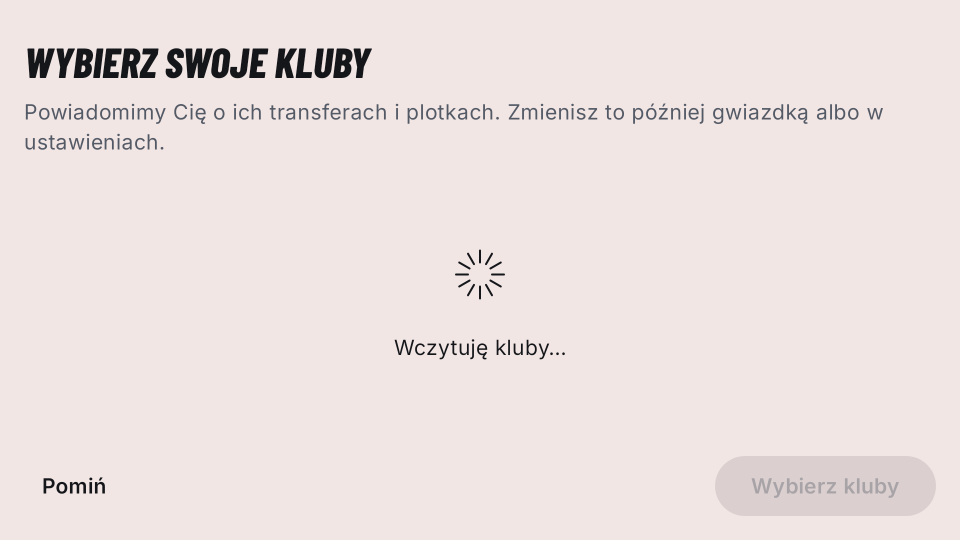 WYBIERZ SWOJE KLUBY
Powiadomimy Cię o ich transferach i plotkach. Zmienisz to później gwiazdką albo w
ustawieniach.
Wczytuję kluby...
Pomiń
Wybierz kluby